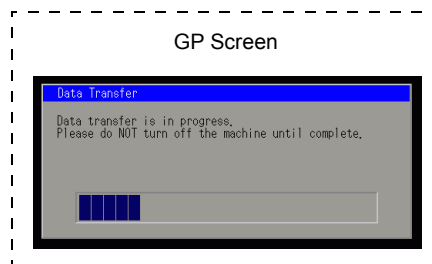 GP Screen
Data Transfer
Data transfer is in progress.
Please do NOT turn off the machine until complete.